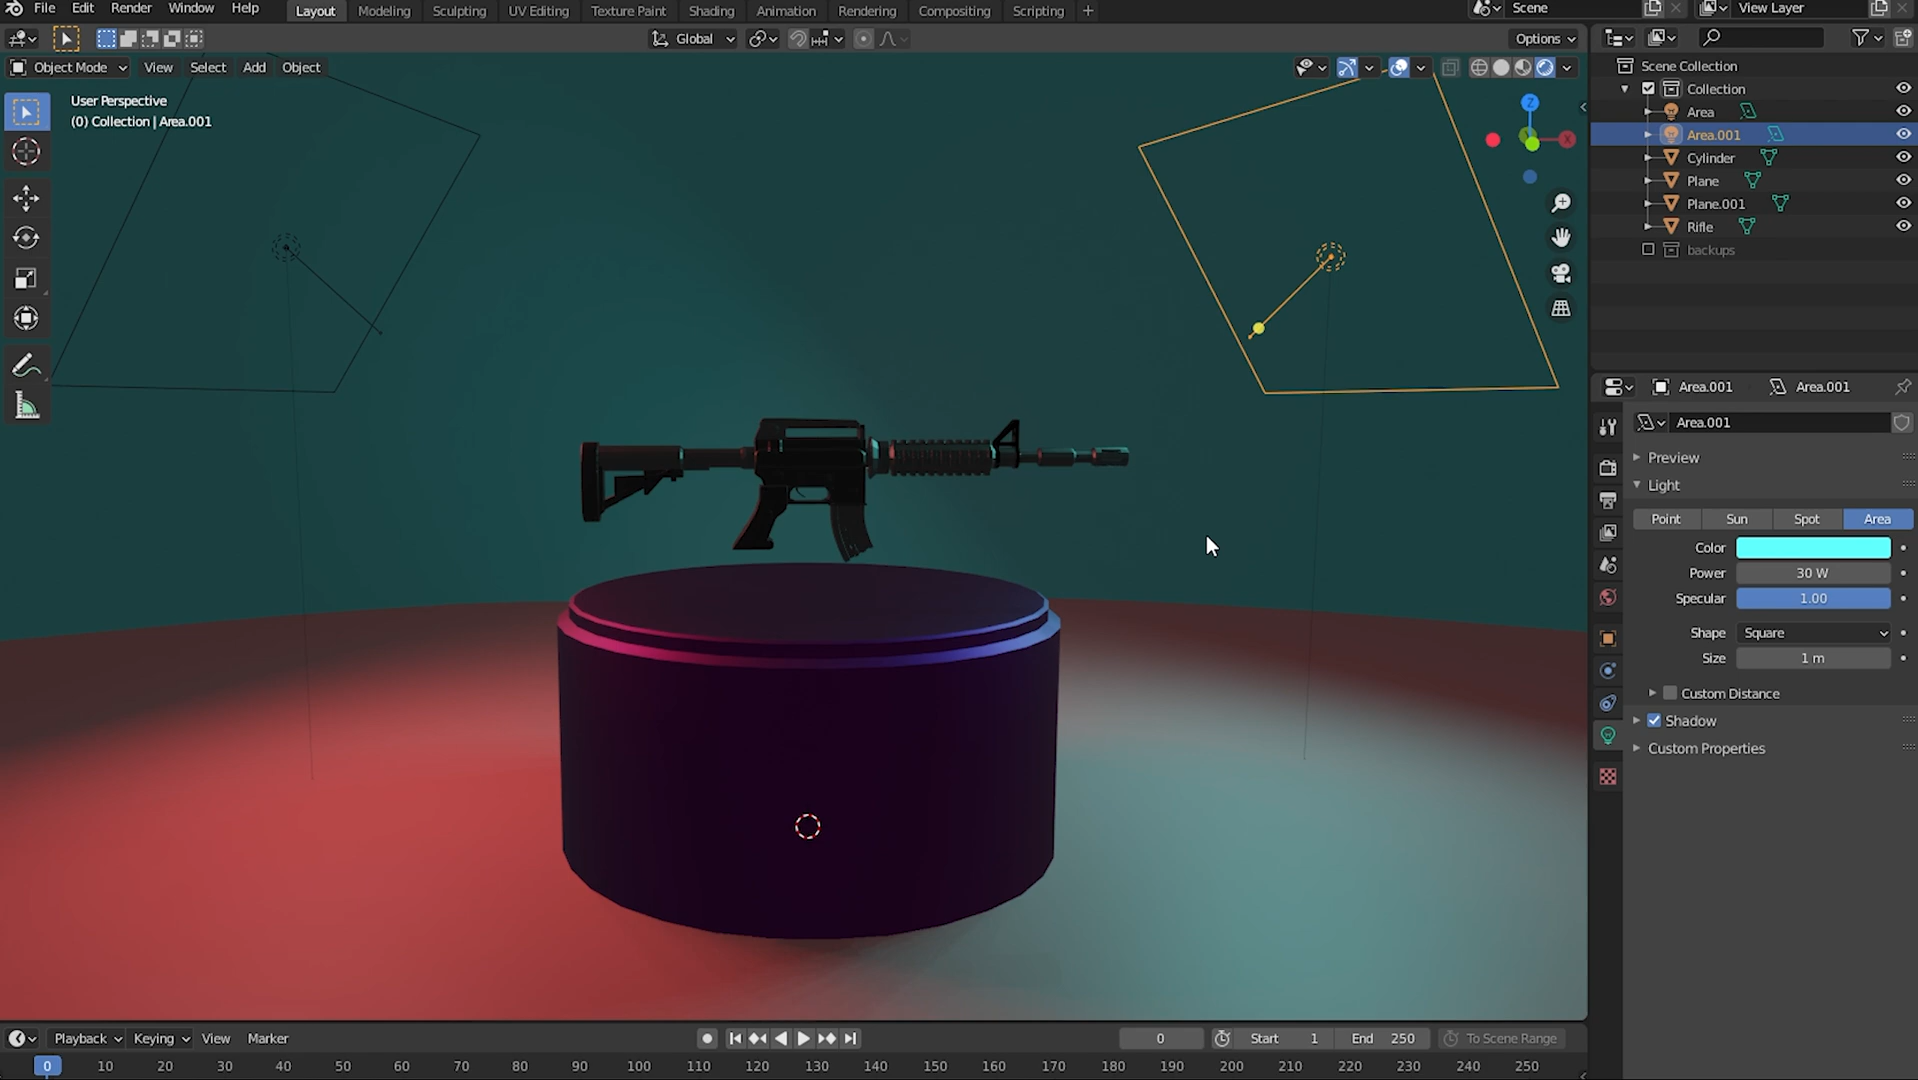 File Edit Render Window Help Layout Modeling Sculpting UV Editing Texture Paint Shading Animation Rendering Compositing Scripting + Scene View Layer
Global Options
Object Mode View Select Add Object
User Perspective
(0) Collection | Area.001
Z
X
Scene Collection
Collection
Area
Area.001
Cylinder
Plane
Plane.001
Rifle
backups
Area.001 Area.001
Area.001
Preview
Light
Point Sun Spot Area
Color
Power 30 W
Specular 1.00
Shape Square
Size 1 m
Custom Distance
Shadow
Custom Properties
Playback Keying View Marker 0 Start 1 End 250 To Scene Range
0 10 20 30 40 50 60 70 80 90 100 110 120 130 140 150 160 170 180 190 200 210 220 230 240 250